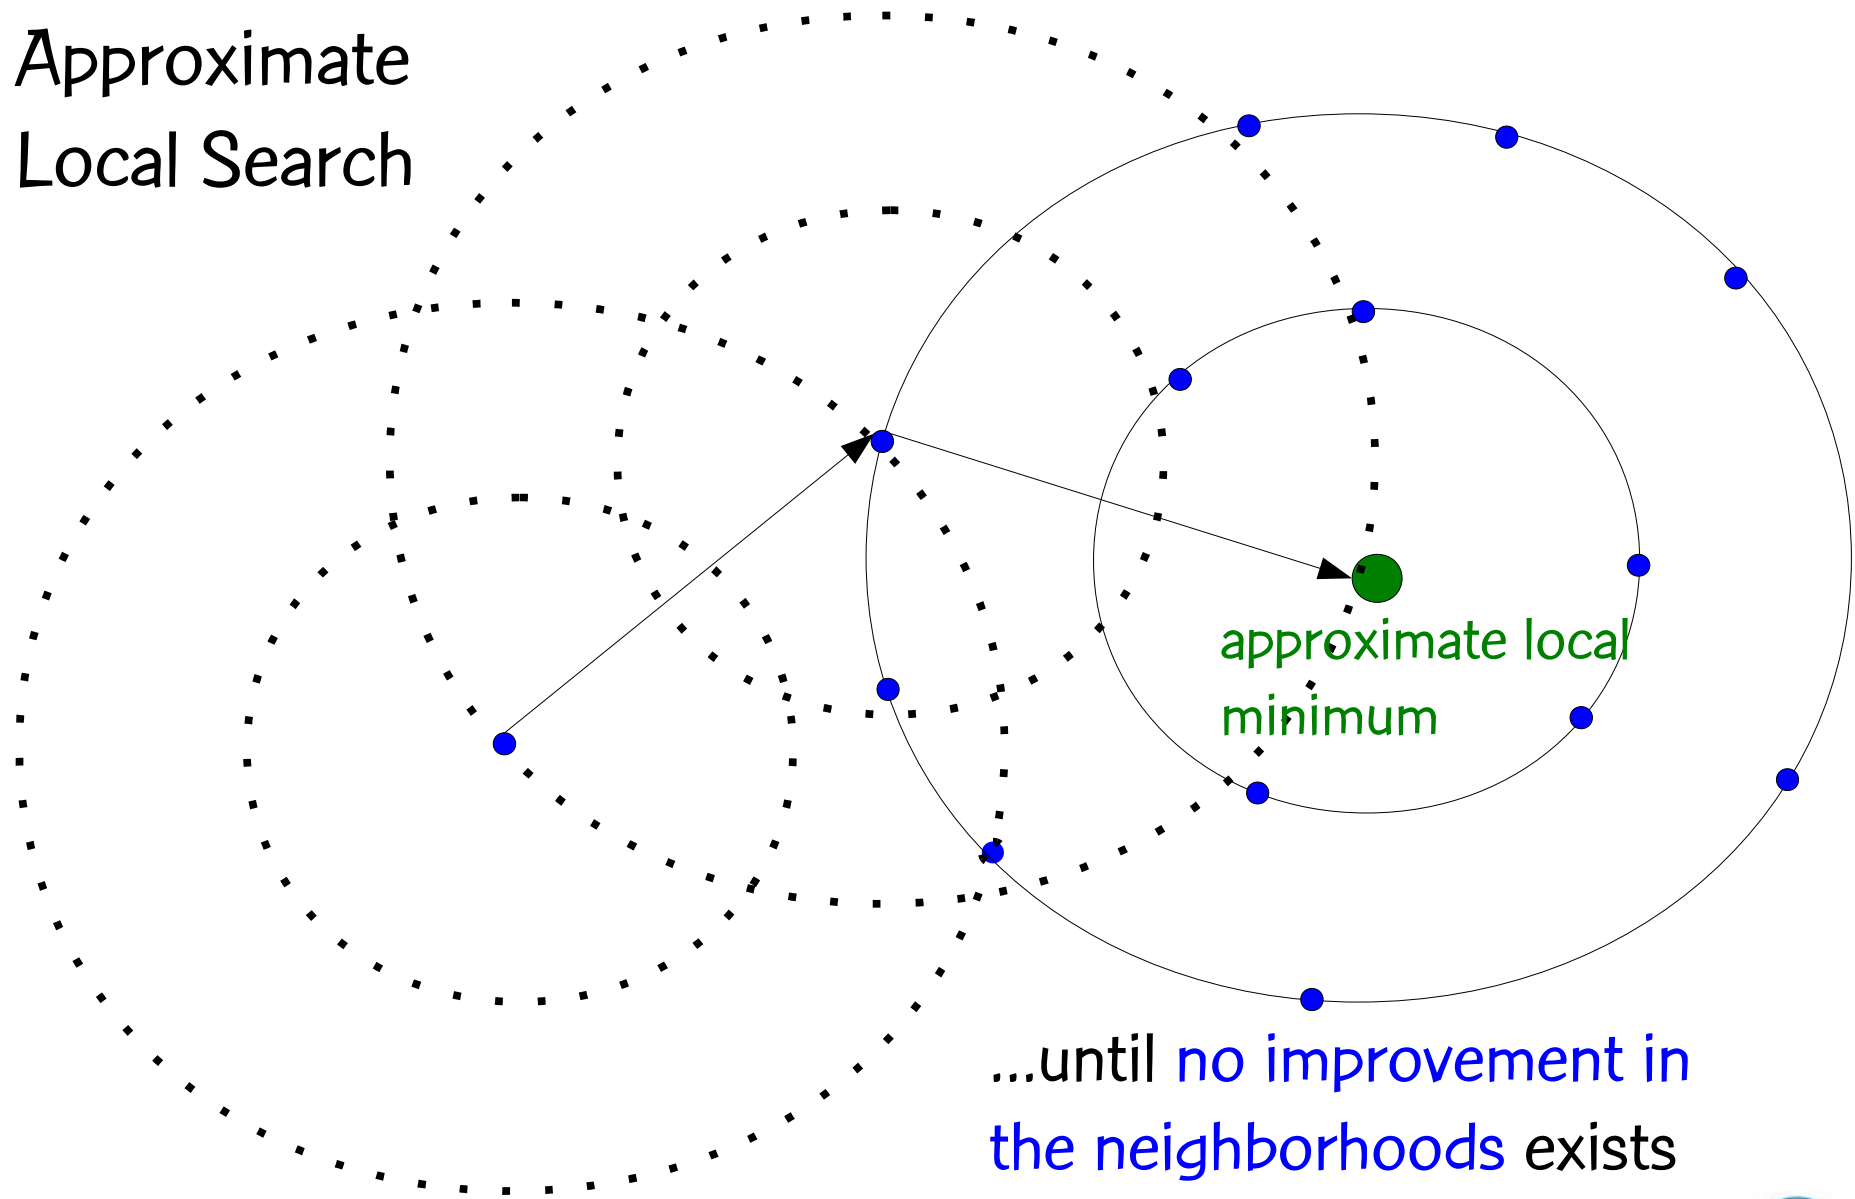 Approximate
Local Search
approximate local
minimum
...until no improvement in
the neighborhoods exists